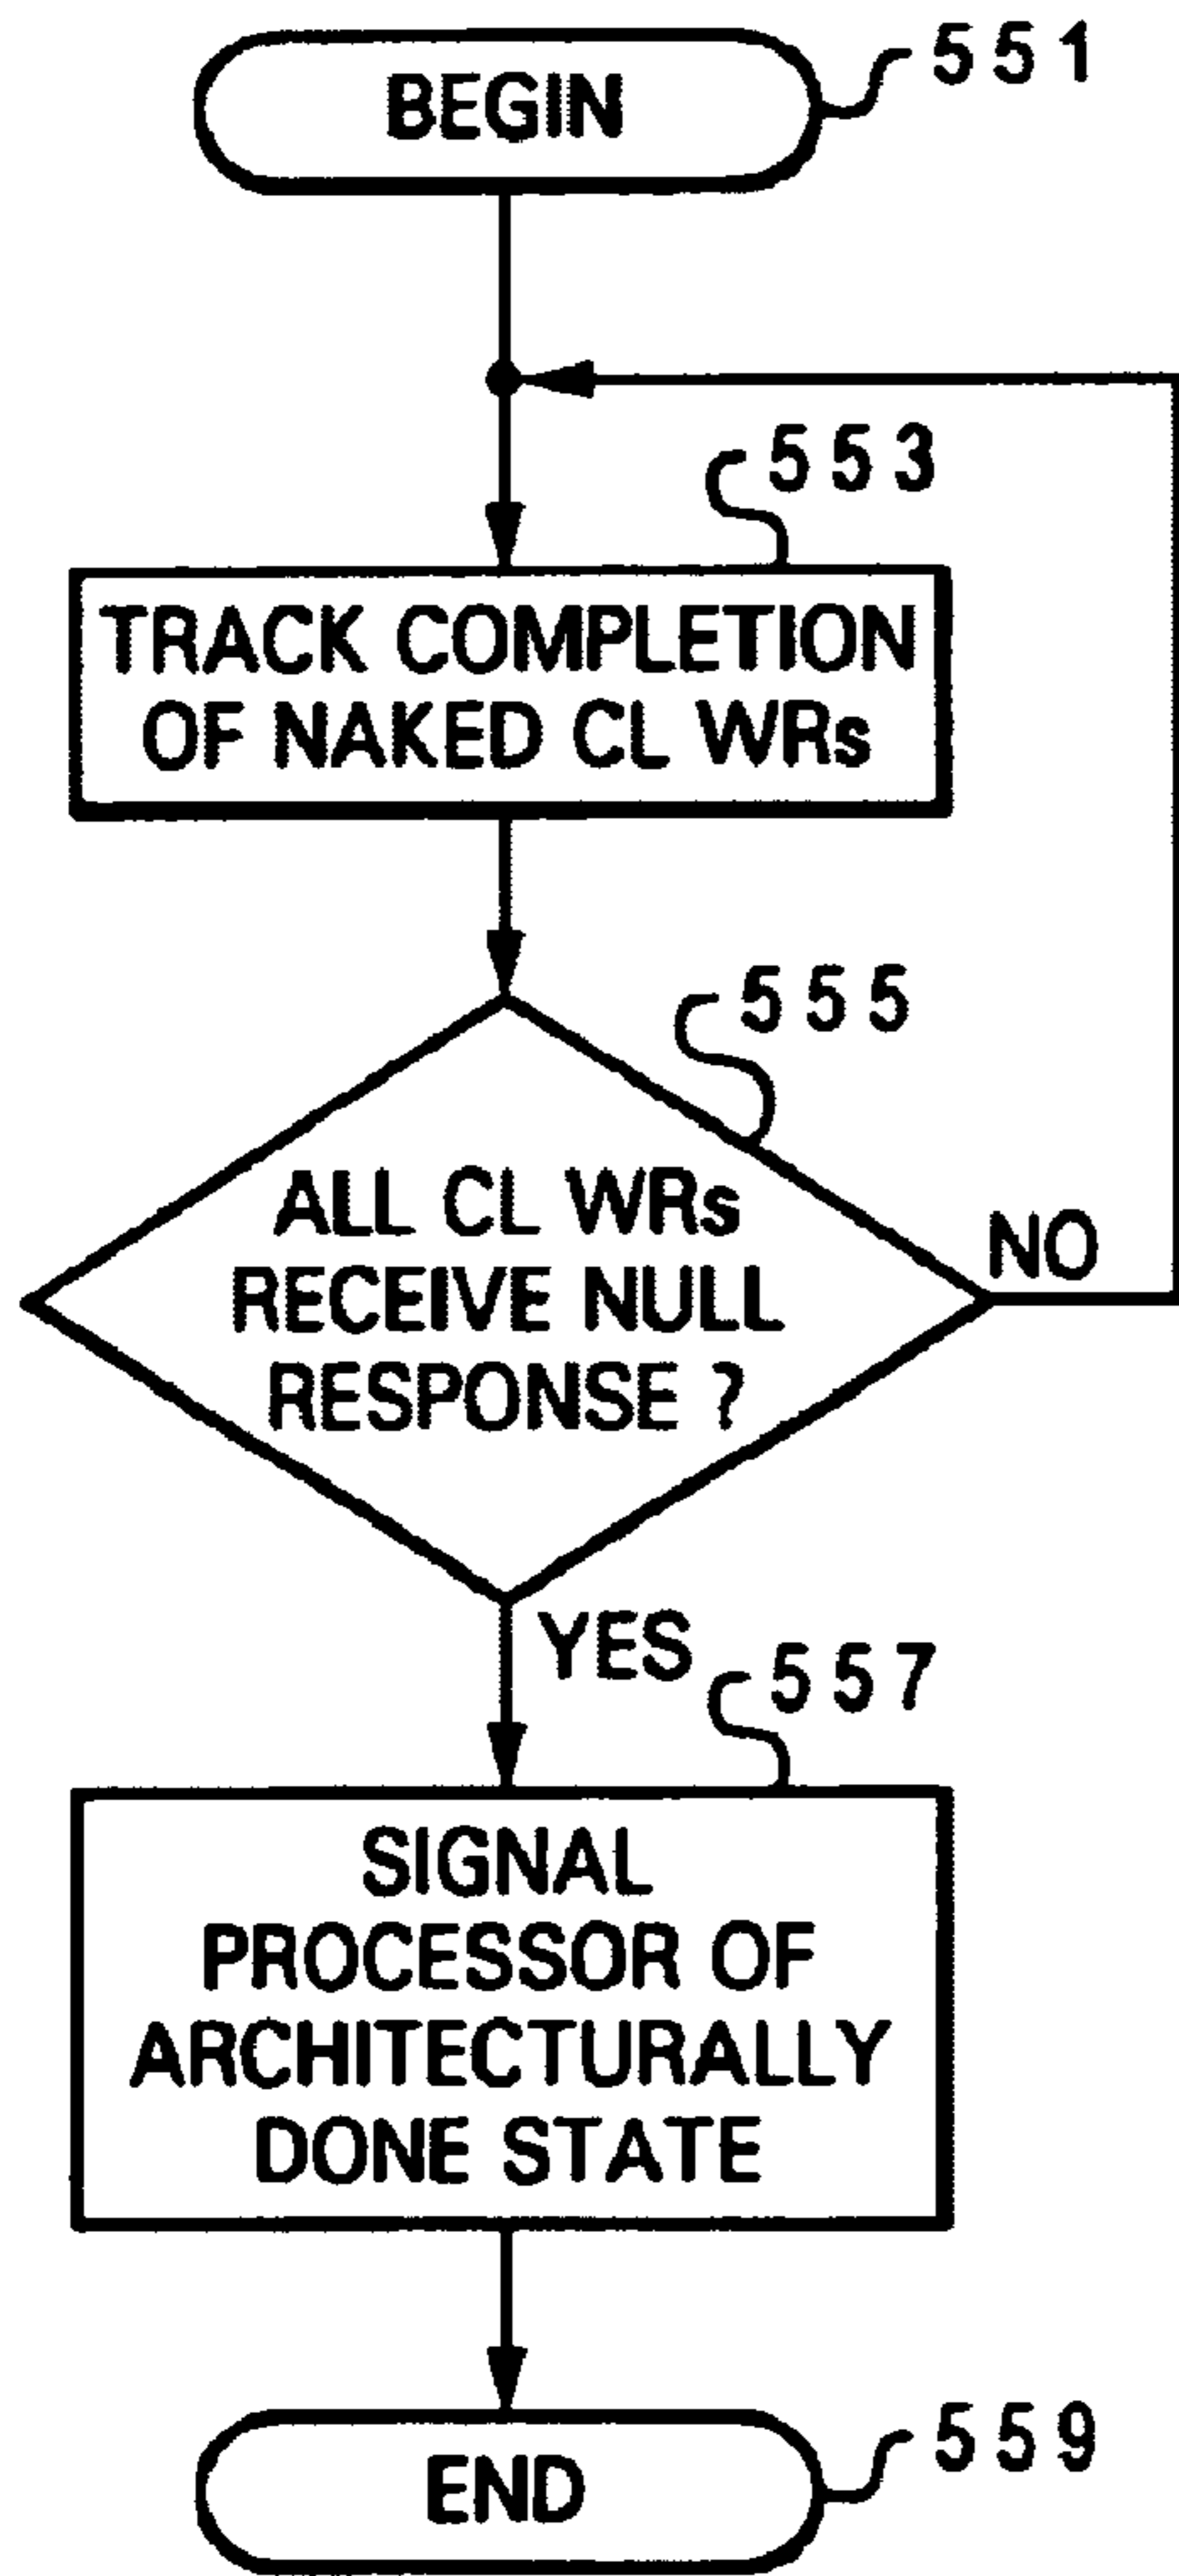 BEGIN
551
553
TRACK COMPLETION
OF NAKED CL WRs
555
ALL CL WRs
RECEIVE NULL
RESPONSE ?
NO
YES
557
SIGNAL
PROCESSOR OF
ARCHITECTURALLY
DONE STATE
END
559